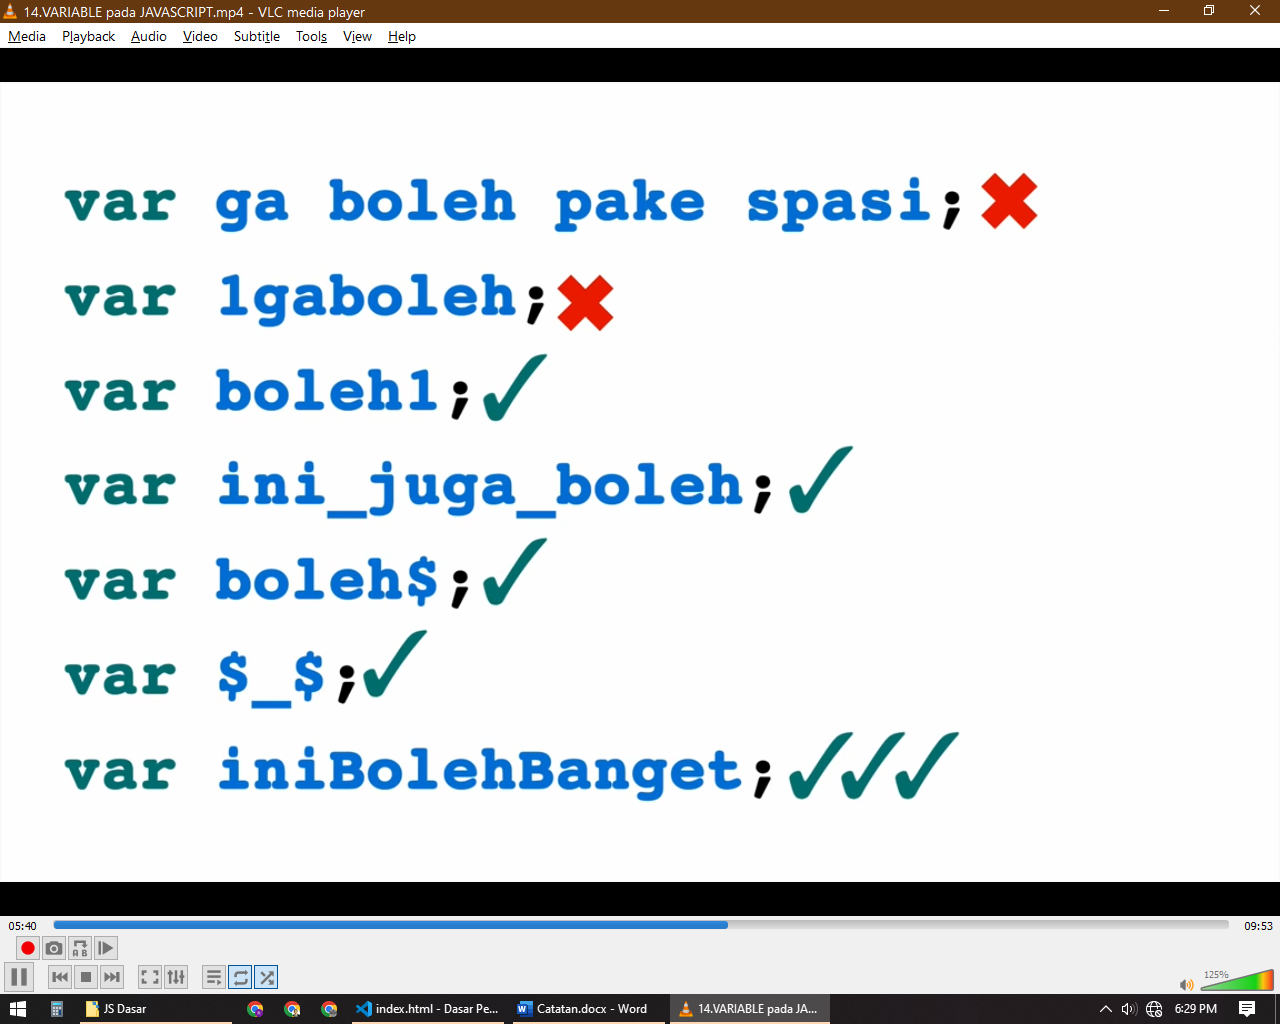 14.VARIABLE pada JAVASCRIPT.mp4 - VLC media player
Media Playback Audio Video Subtitle Tools View Help
var ga boleh pake spasi;
var 1gaboleh;
var boleh1;
var ini_juga_boleh;
var boleh$;
var $_$;
var iniBolehBanget;
05:40 09:53
A B
125%
JS Dasar index.html - Dasar Pe... Catatan.docx - Word 14.VARIABLE pada JA... 6:29 PM